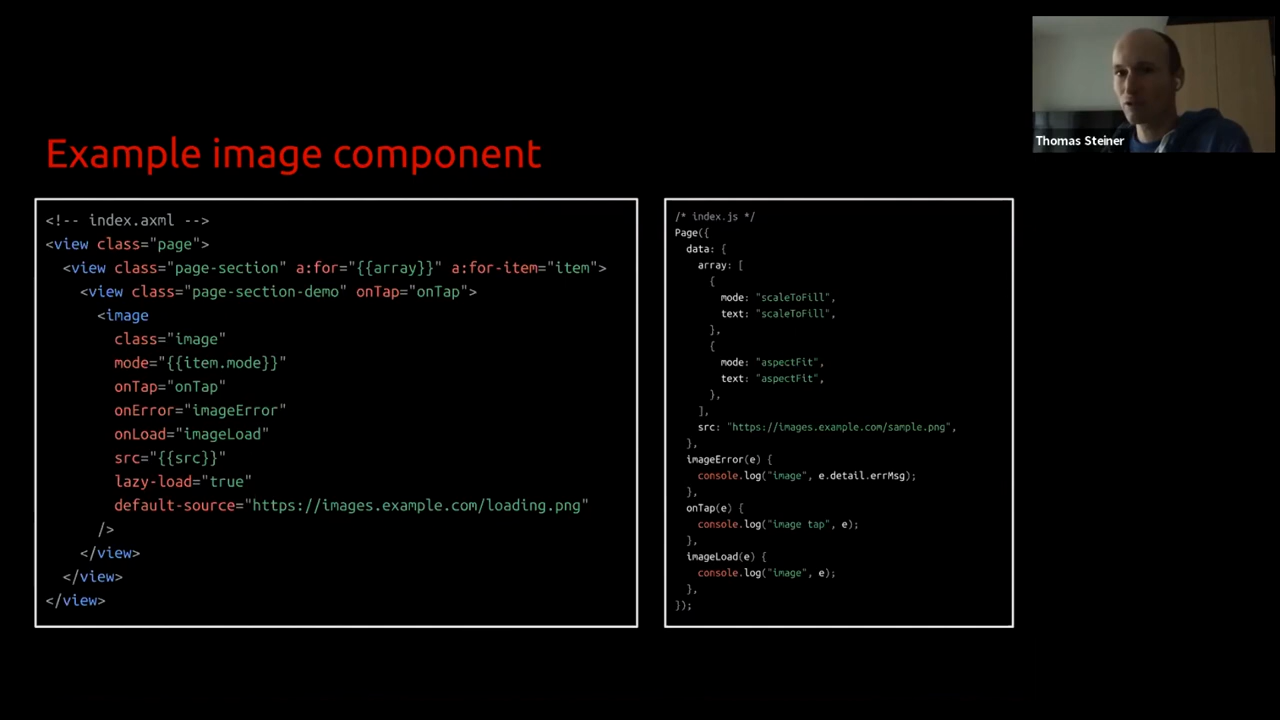 Thomas Steiner
Example image component
<!-- index.axml -->
<view class="page">
  <view class="page-section" a:for="{{array}}" a:for-item="item">
    <view class="page-section-demo" onTap="onTap">
      <image
        class="image"
        mode="{{item.mode}}"
        onTap="onTap"
        onError="imageError"
        onLoad="imageLoad"
        src="{{src}}"
        lazy-load="true"
        default-source="https://images.example.com/loading.png"
      />
    </view>
  </view>
</view>
/* index.js */
Page({
  data: {
    array: [
      {
        mode: "scaleToFill",
        text: "scaleToFill",
      },
      {
        mode: "aspectFit",
        text: "aspectFit",
      },
    ],
    src: "https://images.example.com/sample.png",
  },
  imageError(e) {
    console.log("image", e.detail.errMsg);
  },
  onTap(e) {
    console.log("image tap", e);
  },
  imageLoad(e) {
    console.log("image", e);
  },
});